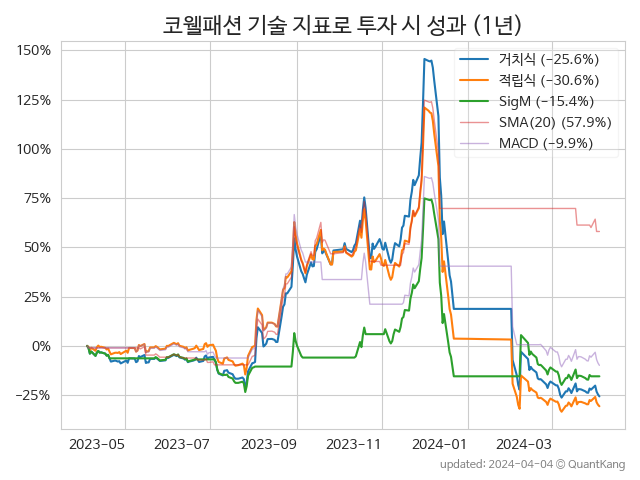 코웰패션 기술 지표로 투자 시 성과 (1년)
150%
125%
100%
75%
50%
25%
0%
−25%
거치식 (−25.6%)
적립식 (−30.6%)
SigM (−15.4%)
SMA(20) (57.9%)
MACD (−9.9%)
2023−05
2023−07
2023−09
2023−11
2024−01
2024−03
updated: 2024-04-04 ⓒ QuantKang